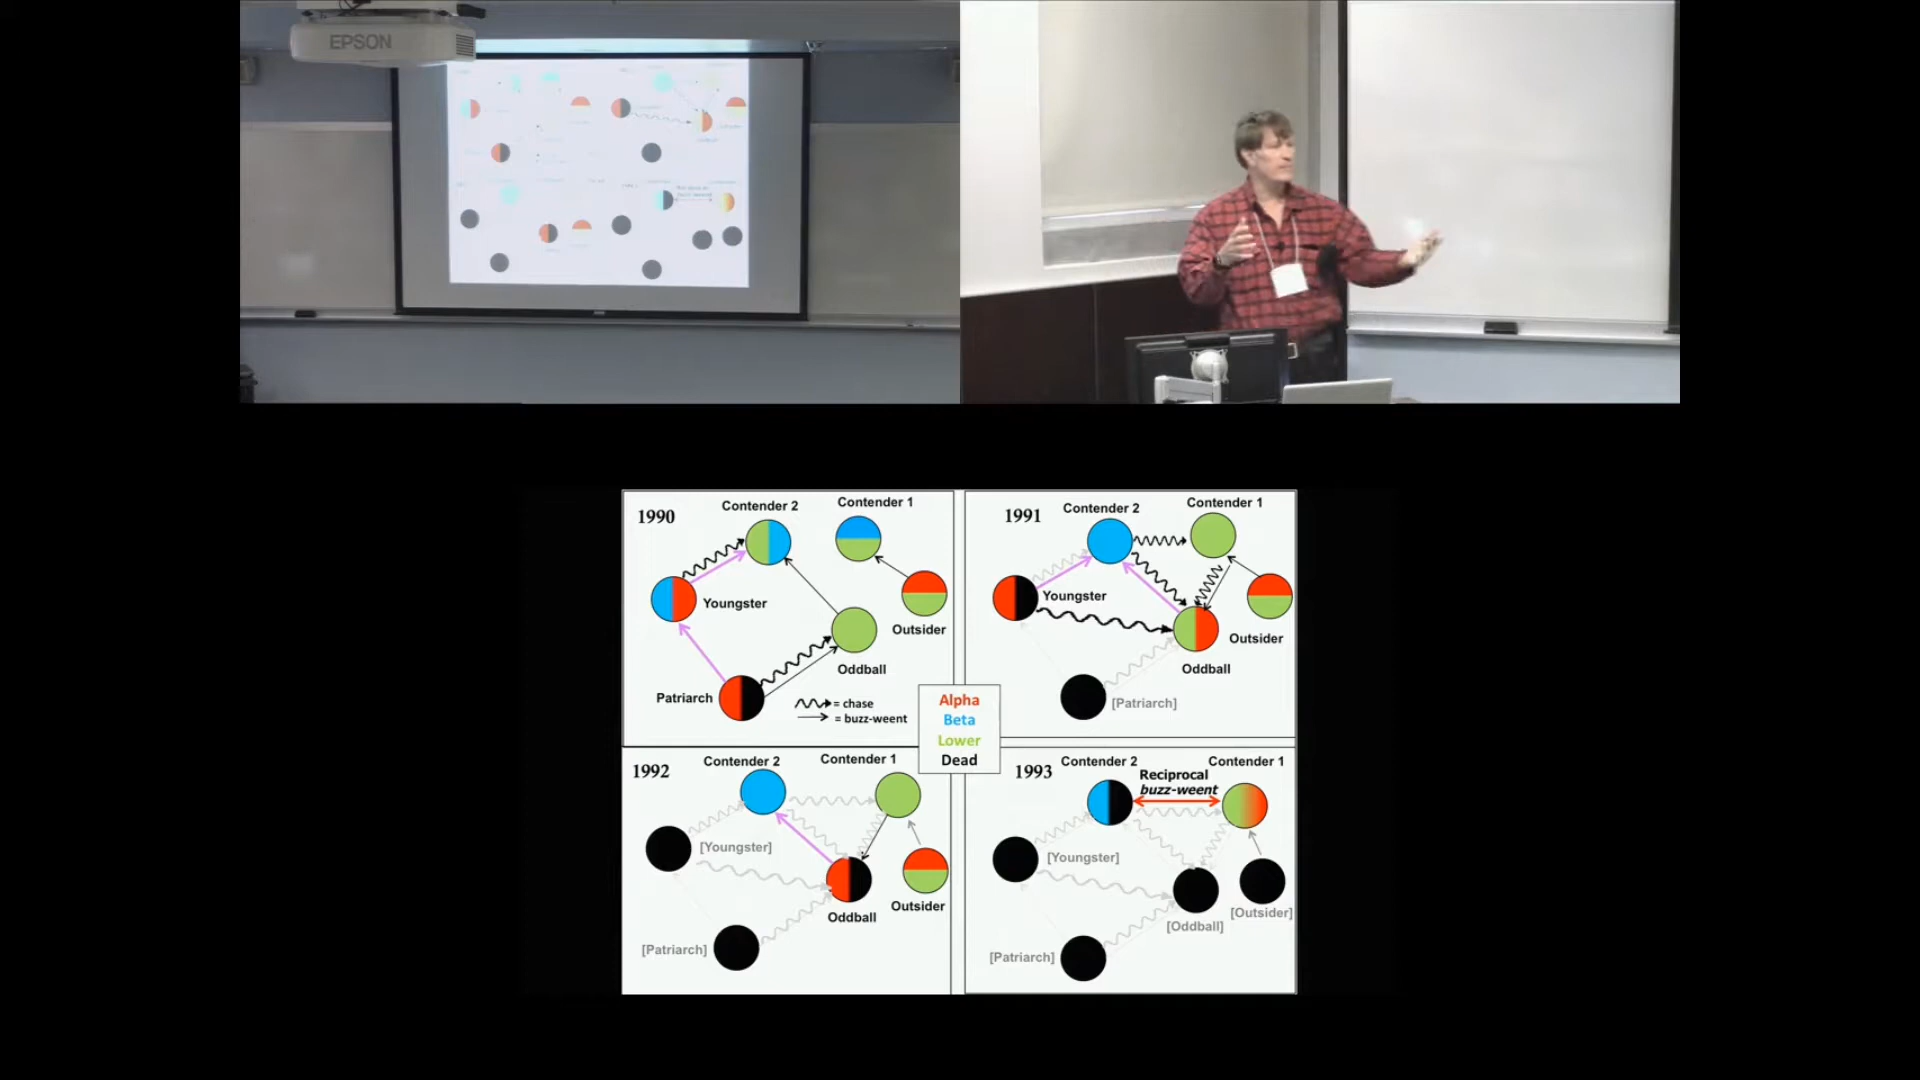 EPSON
1990
Contender 2
Contender 1
Youngster
Outsider
Oddball
Patriarch
= chase
= buzz-weent
1991
Contender 2
Contender 1
Youngster
Outsider
Oddball
[Patriarch]
Alpha
Beta
Lower
Dead
1992
Contender 2
Contender 1
[Youngster]
Outsider
Oddball
[Patriarch]
1993
Contender 2
Contender 1
Reciprocal
buzz-weent
[Youngster]
[Outsider]
[Oddball]
[Patriarch]